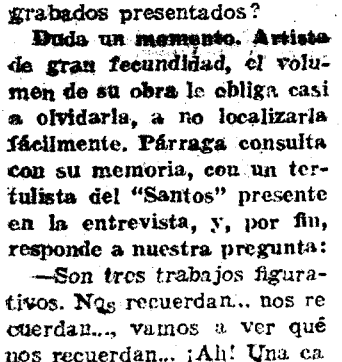 grabados presentados?
Duda un momento. Artista
de gran fecundidad, el volu-
men de su obra le obliga casi
a olvidarla, a no localizarla
fácilmente. Párraga consulta
con su memoria, con un ter-
tulista del "Santos" presente
en la entrevista, y, por fin,
responde a nuestra pregunta:
—Son tres trabajos figura-
tivos. Nos recuerdan... nos re
cuerdan..., vamos a ver qué
nos recuerdan... ¡Ah! Una ca